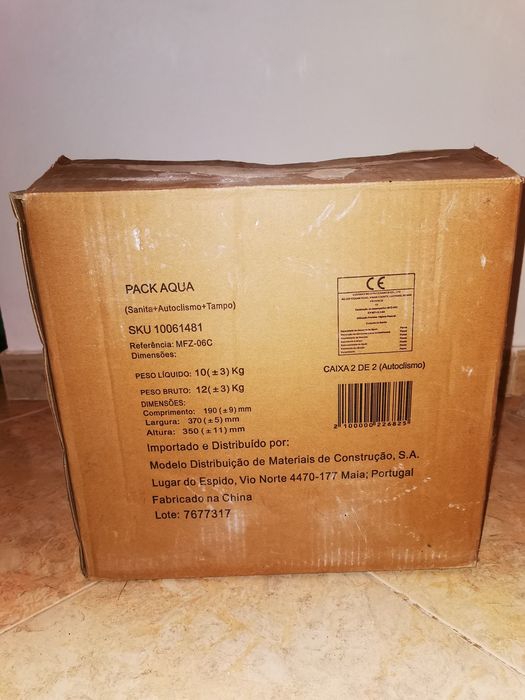 PACK AQUA
(Sanita+Autoclismo+Tampo)
SKU 10061481
Referência: MFZ-06C
Dimensões:
PESO LÍQUIDO: 10(±3) Kg
PESO BRUTO: 12(±3) Kg
DIMENSÕES:
Comprimento: 190 (±9) mm
Largura: 370 (±5) mm
Altura: 350 (±11) mm
Importado e Distribuído por:
Modelo Distribuição de Materiais de Construção, S.A.
Lugar do Espido, Vio Norte 4470-177 Maia; Portugal
Fabricado na China
Lote: 7677317
CE
CAIXA 2 DE 2 (Autoclismo)
2 100000 226825